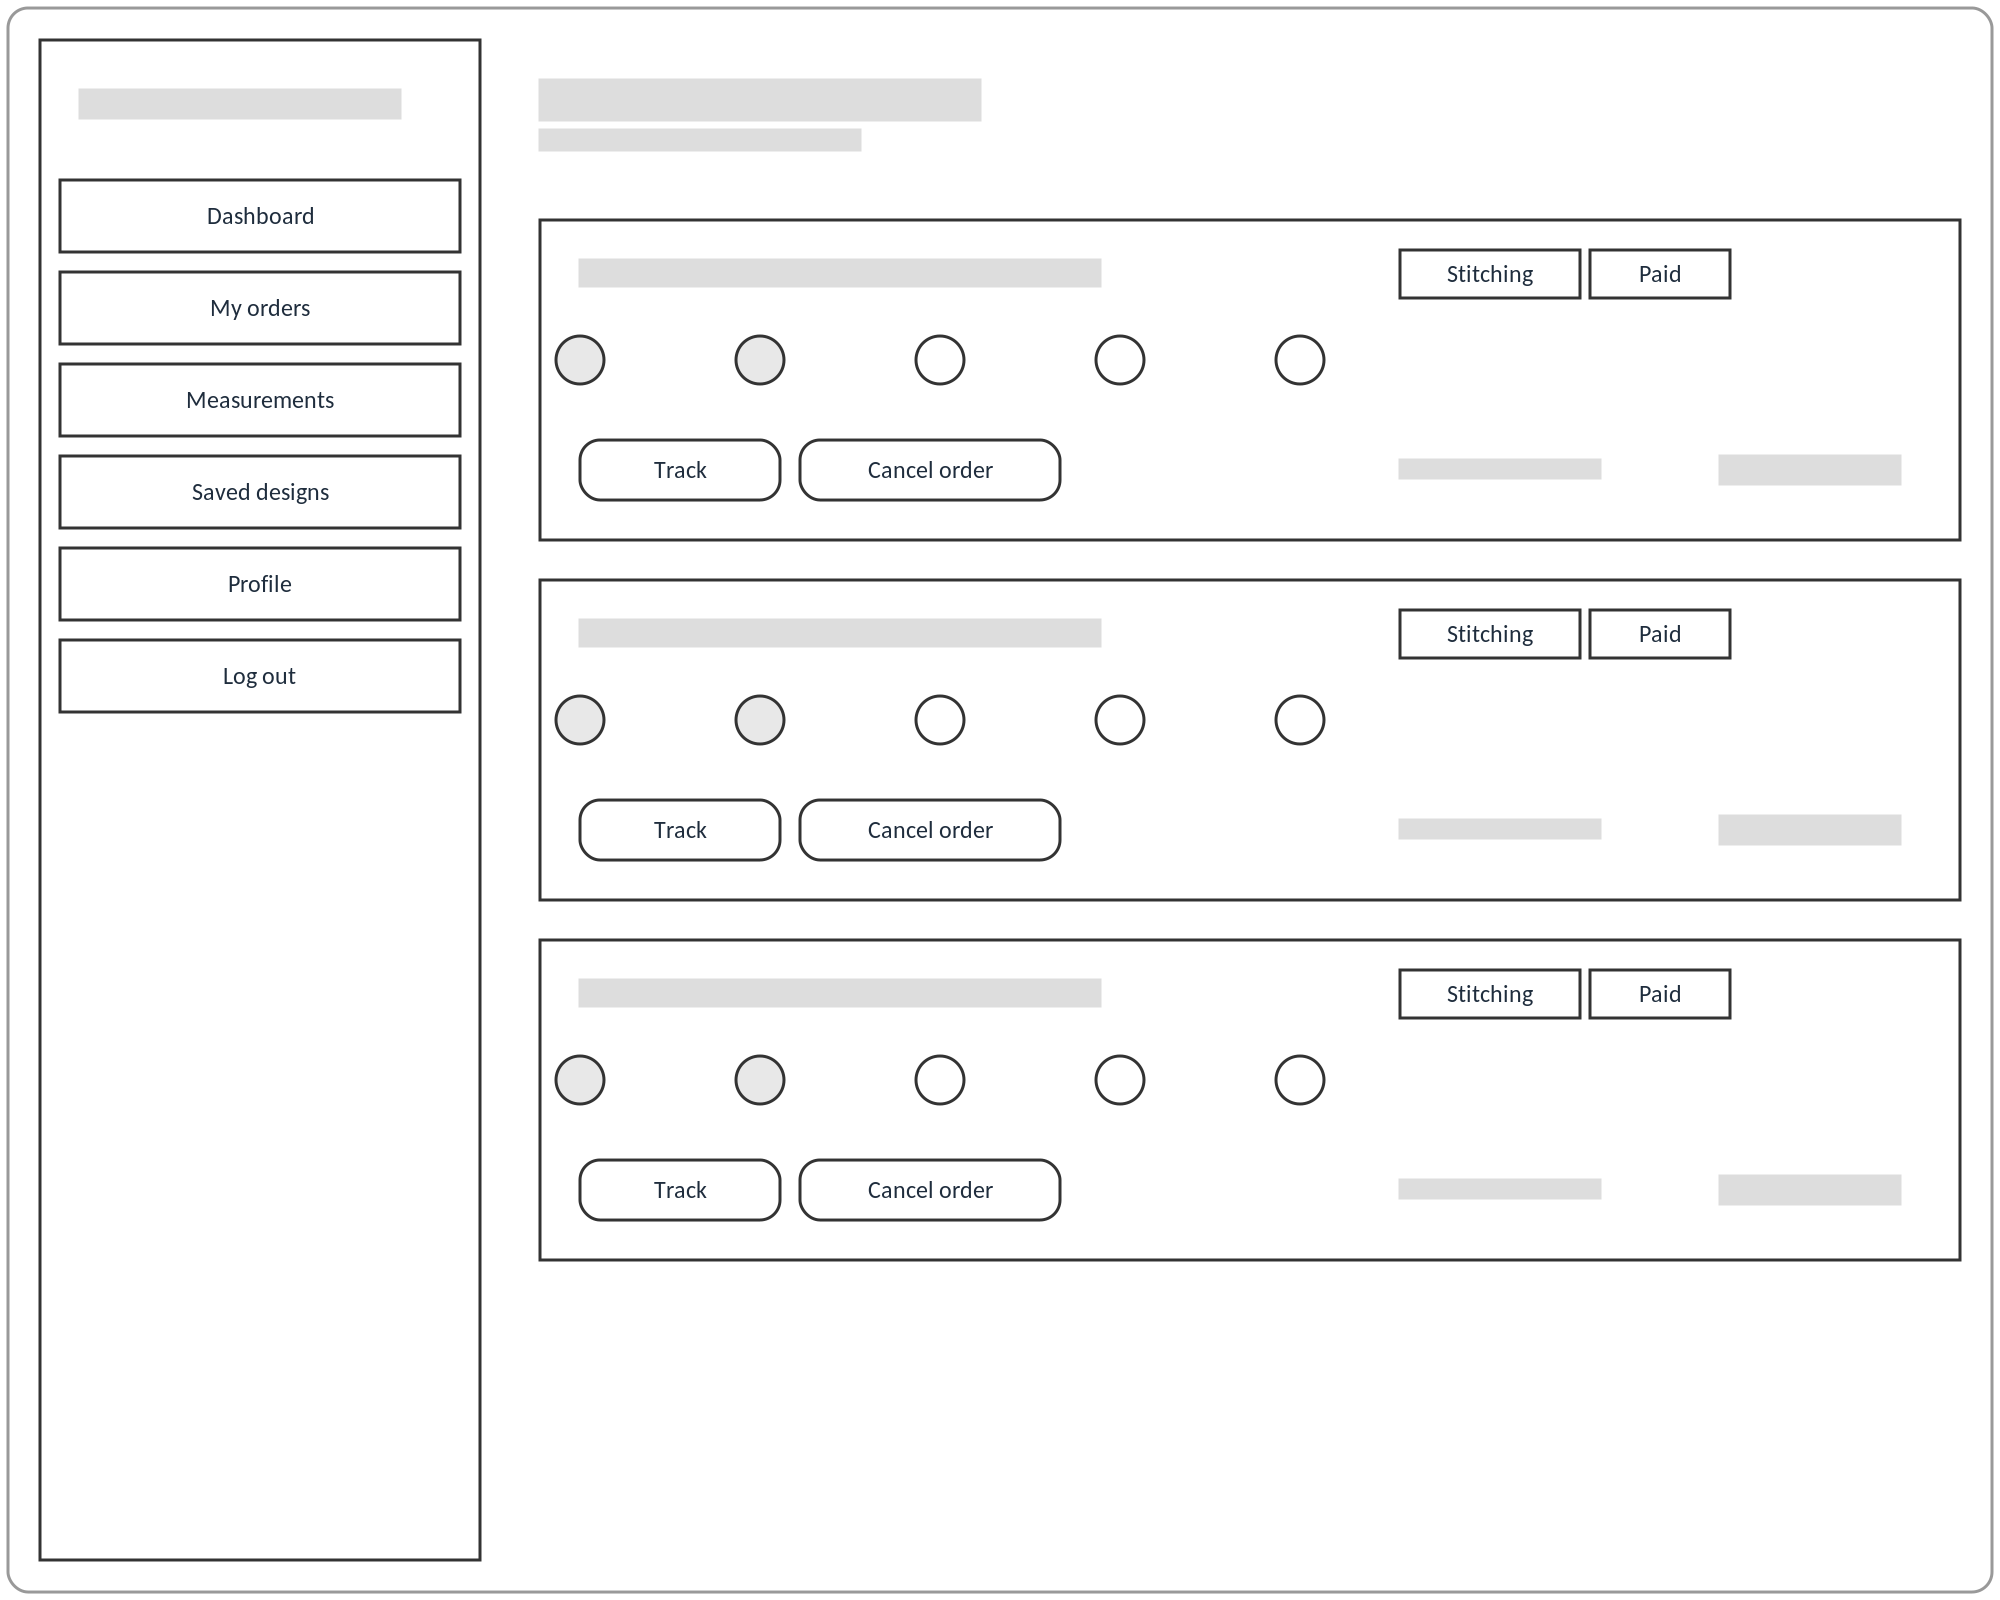 Dashboard
My orders
Measurements
Saved designs
Profile
Log out
Stitching Paid
Track Cancel order
Stitching Paid
Track Cancel order
Stitching Paid
Track Cancel order